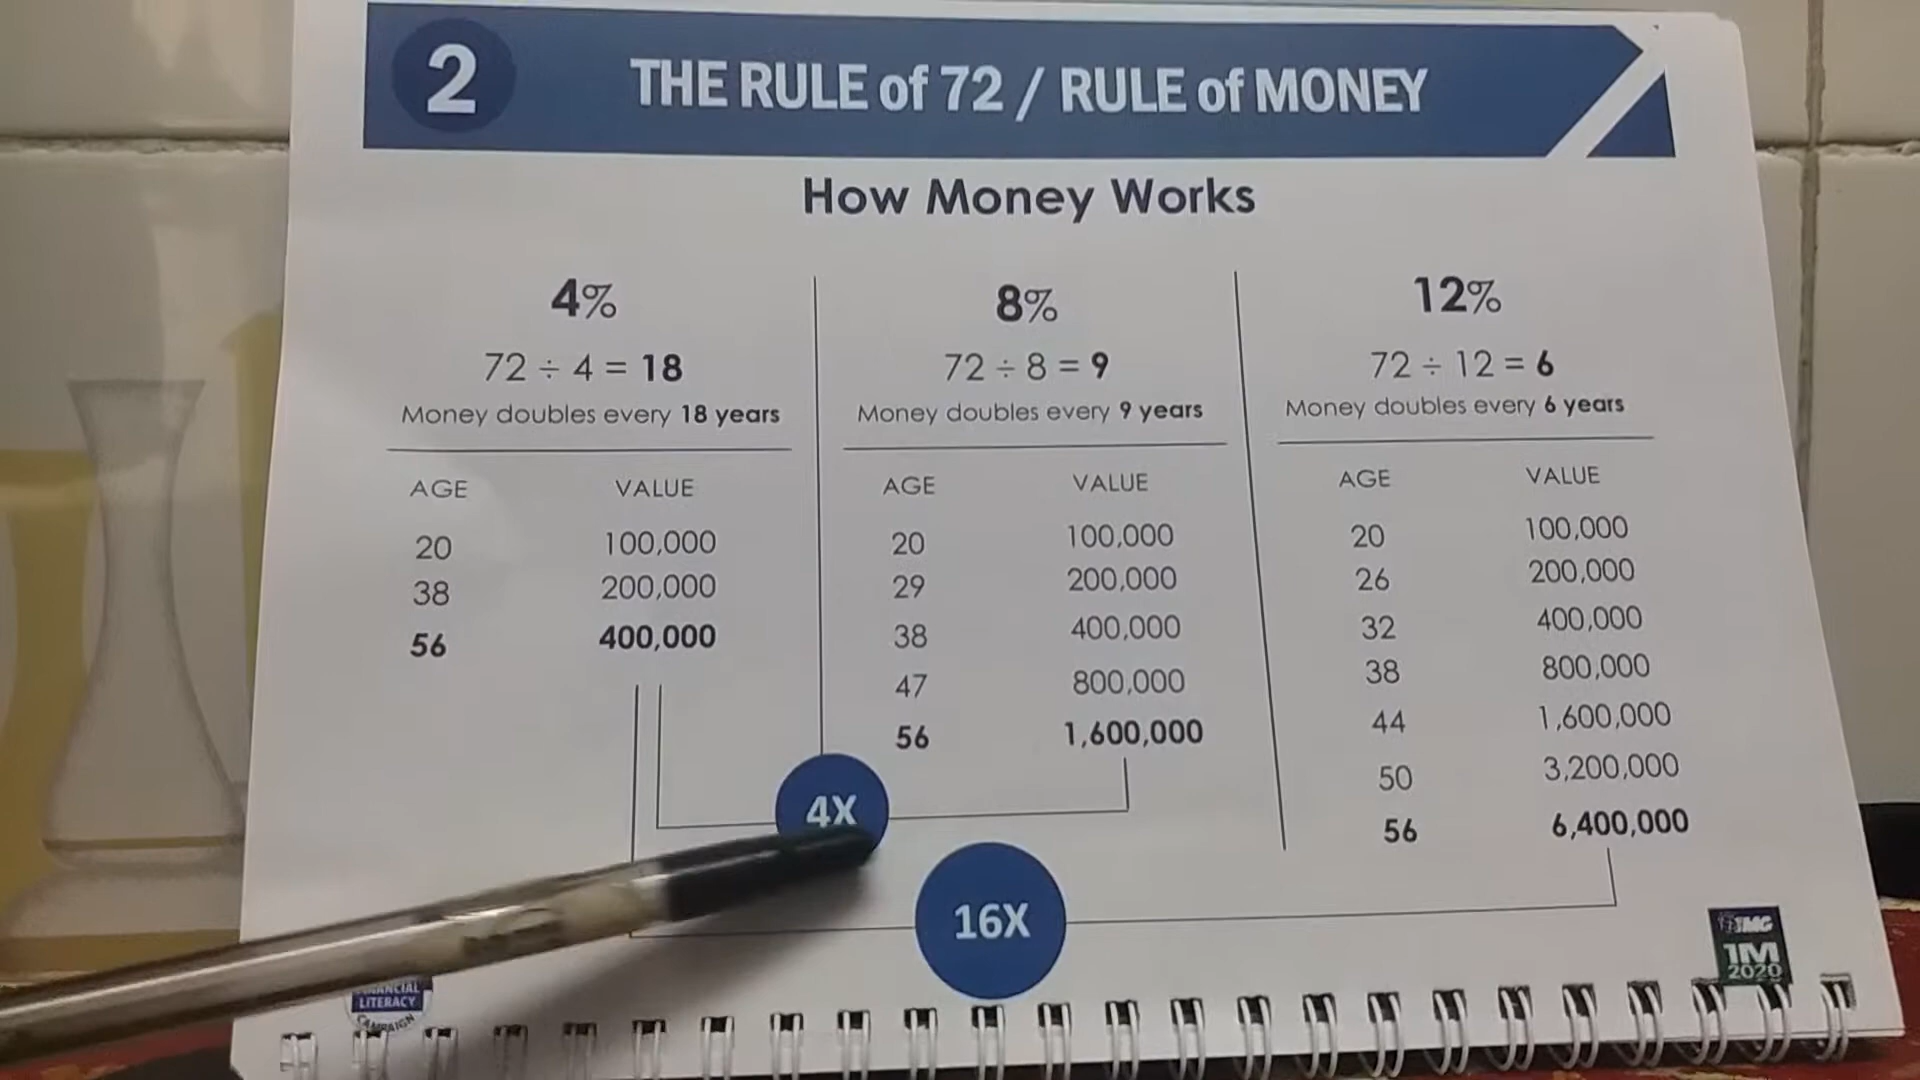 2
THE RULE of 72 / RULE of MONEY
How Money Works
4%
72 ÷ 4 = 18
Money doubles every 18 years
AGE VALUE
20 100,000
38 200,000
56 400,000
8%
72 ÷ 8 = 9
Money doubles every 9 years
AGE VALUE
20 100,000
29 200,000
38 400,000
47 800,000
56 1,600,000
12%
72 ÷ 12 = 6
Money doubles every 6 years
AGE VALUE
20 100,000
26 200,000
32 400,000
38 800,000
44 1,600,000
50 3,200,000
56 6,400,000
4X
16X
LITERACY
CAMPAIGN
IMG
1M
2020